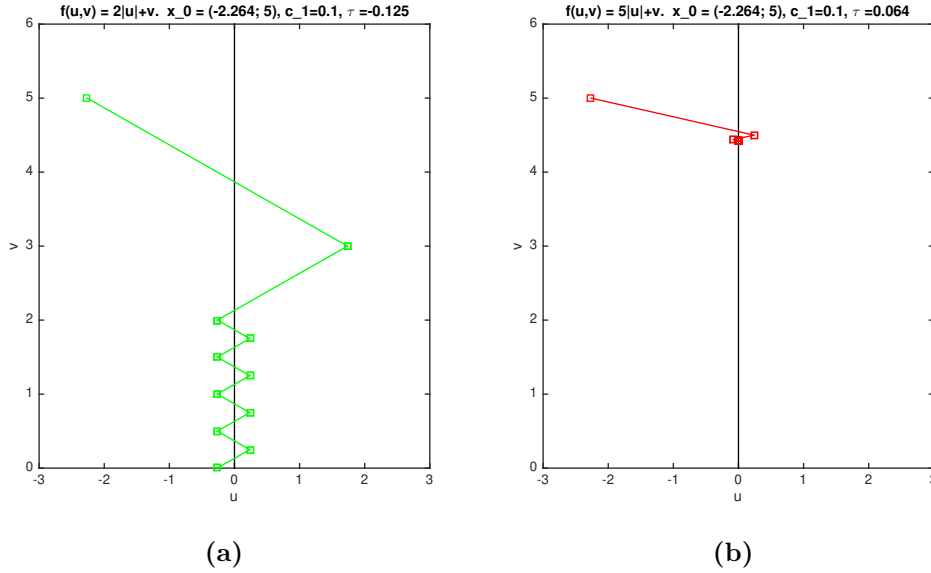 f(u,v) = 2|u|+v.  x_0 = (-2.264; 5), c_1=0.1, τ =-0.125
6
5
4
3
2
1
0
v
-3 -2 -1 0 1 2 3
u
(a)
f(u,v) = 5|u|+v.  x_0 = (-2.264; 5), c_1=0.1, τ =0.064
6
5
4
3
2
1
0
v
-3 -2 -1 0 1 2 3
u
(b)